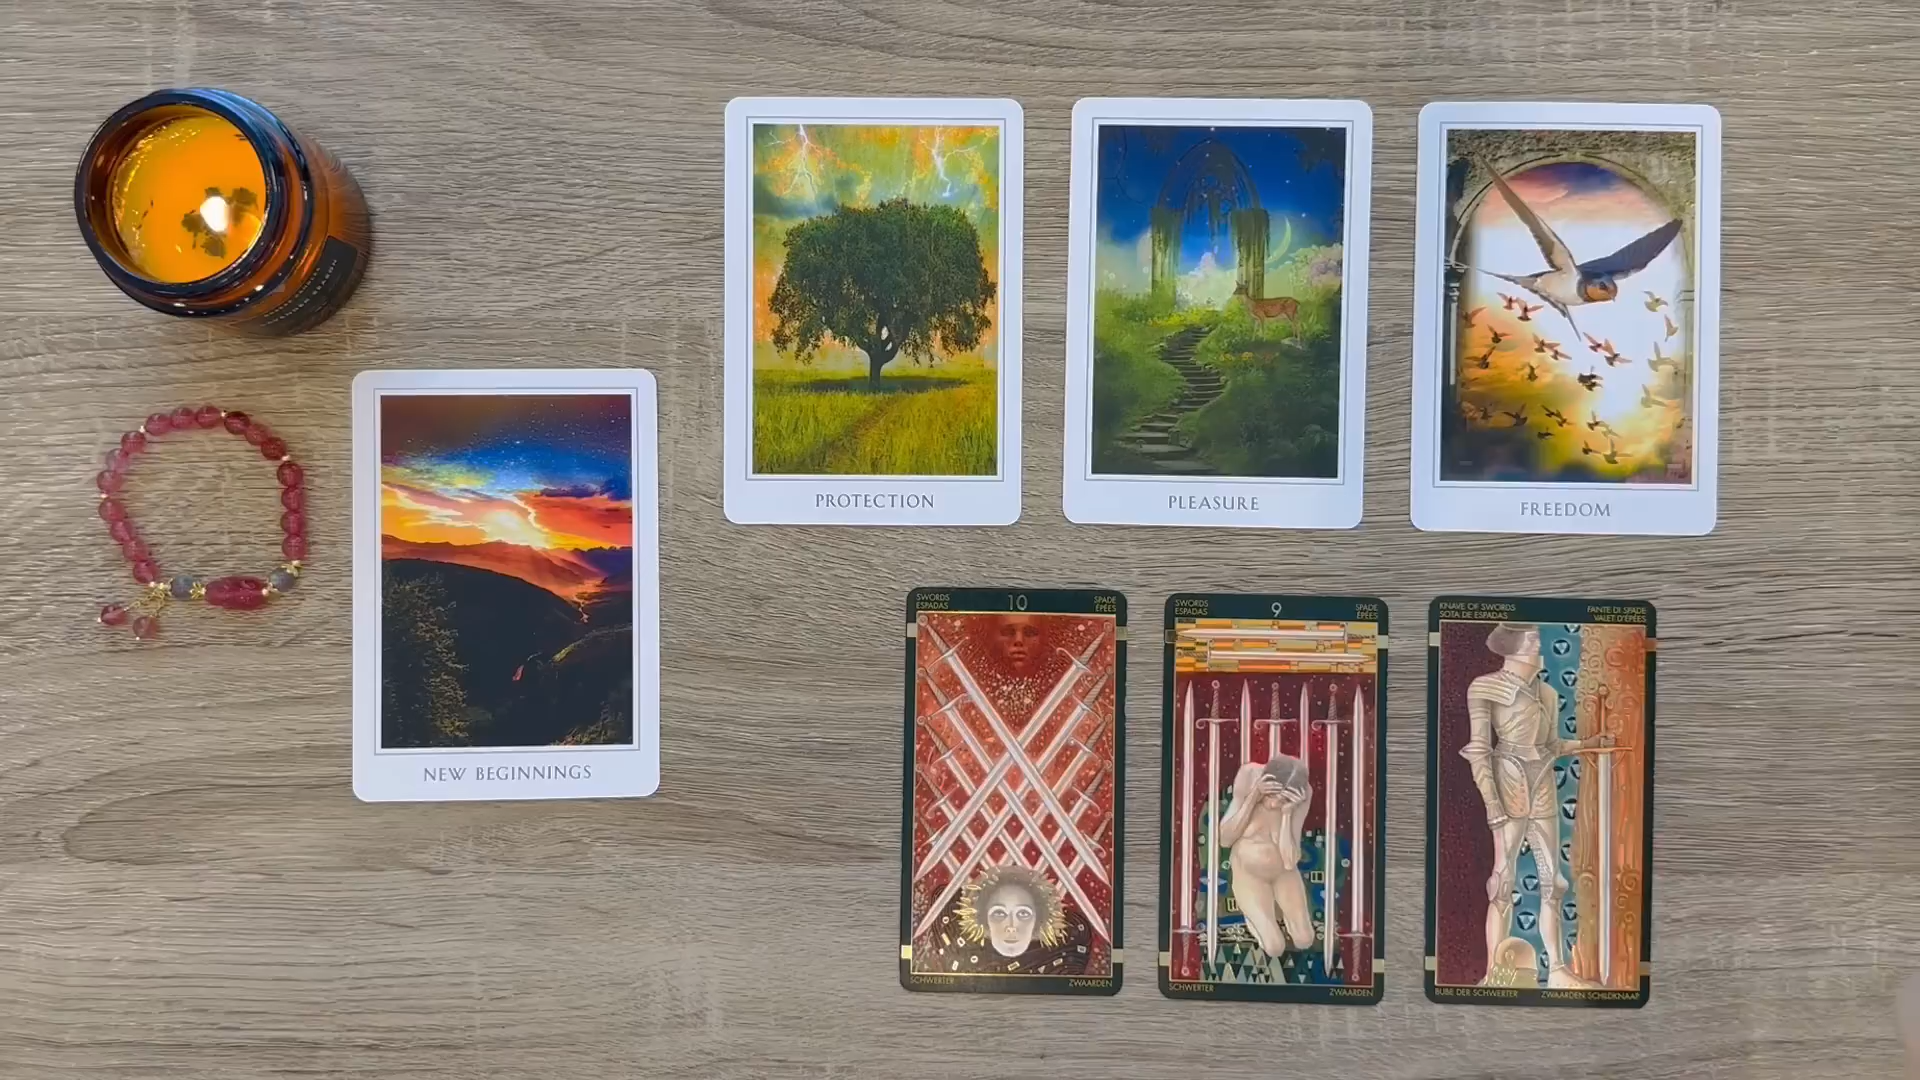 PROTECTION
PLEASURE
FREEDOM
NEW BEGINNINGS
SWORDS
ESPADAS
10
SPADE
ÉPÉES
SCHWERTER
ZWAARDEN
SWORDS
ESPADAS
9
SPADE
ÉPÉES
SCHWERTER
ZWAARDEN
KNAVE OF SWORDS
SOTA DE ESPADAS
FANTE DI SPADE
VALET D'ÉPÉES
BUBE DER SCHWERTER
ZWAARDEN SCHILDKNAAP